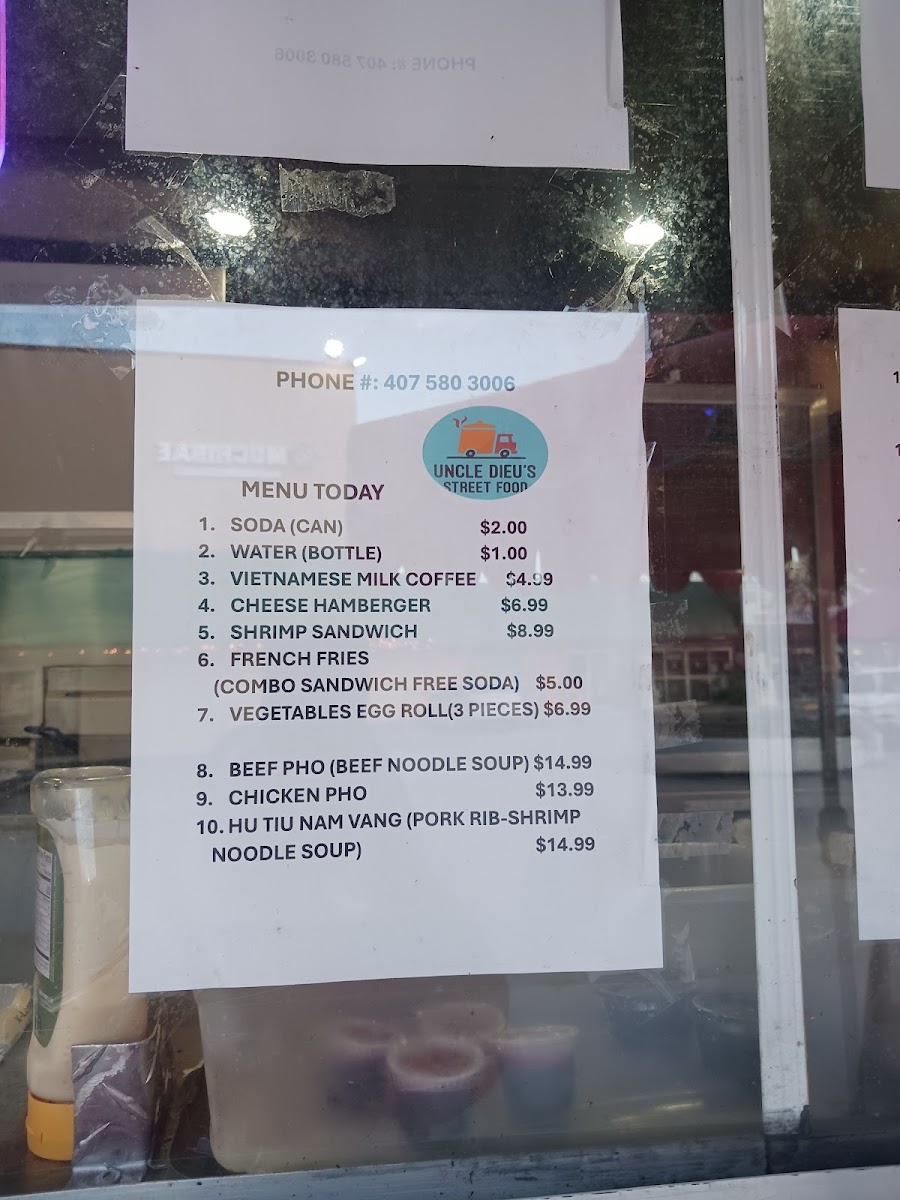 PHONE #: 407 580 3006
PHONE #: 407 580 3006
UNCLE DIEU'S
STREET FOOD
MENU TODAY
1. SODA (CAN) $2.00
2. WATER (BOTTLE) $1.00
3. VIETNAMESE MILK COFFEE $4.99
4. CHEESE HAMBERGER $6.99
5. SHRIMP SANDWICH $8.99
6. FRENCH FRIES
(COMBO SANDWICH FREE SODA) $5.00
7. VEGETABLES EGG ROLL(3 PIECES) $6.99
8. BEEF PHO (BEEF NOODLE SOUP) $14.99
9. CHICKEN PHO $13.99
10. HU TIU NAM VANG (PORK RIB-SHRIMP
NOODLE SOUP) $14.99